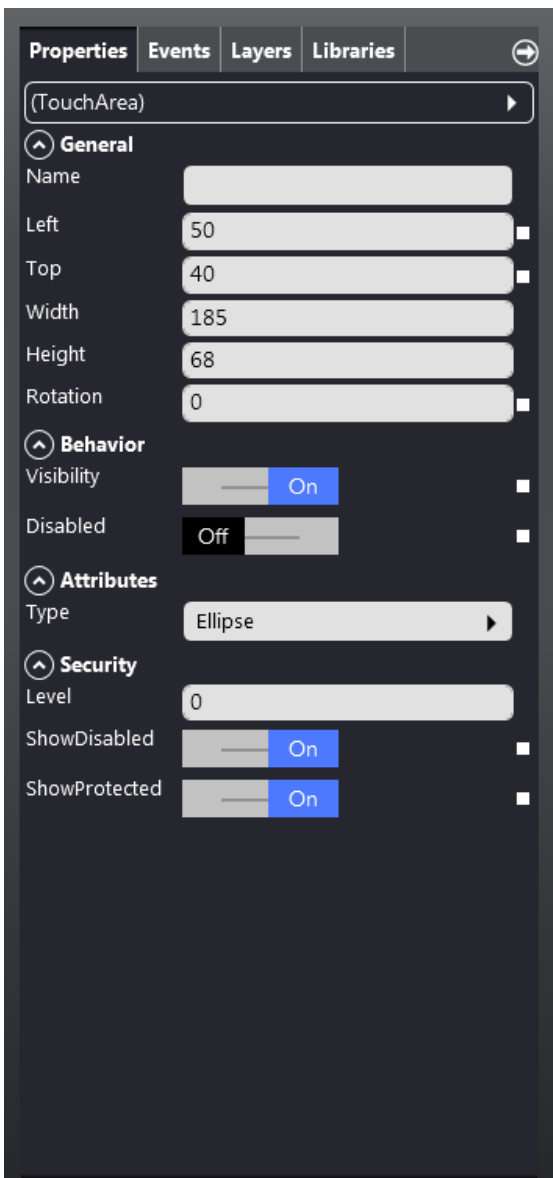 Properties Events Layers Libraries
(TouchArea)
General
Name
Left 50
Top 40
Width 185
Height 68
Rotation 0
Behavior
Visibility On
Disabled Off
Attributes
Type Ellipse
Security
Level 0
ShowDisabled On
ShowProtected On